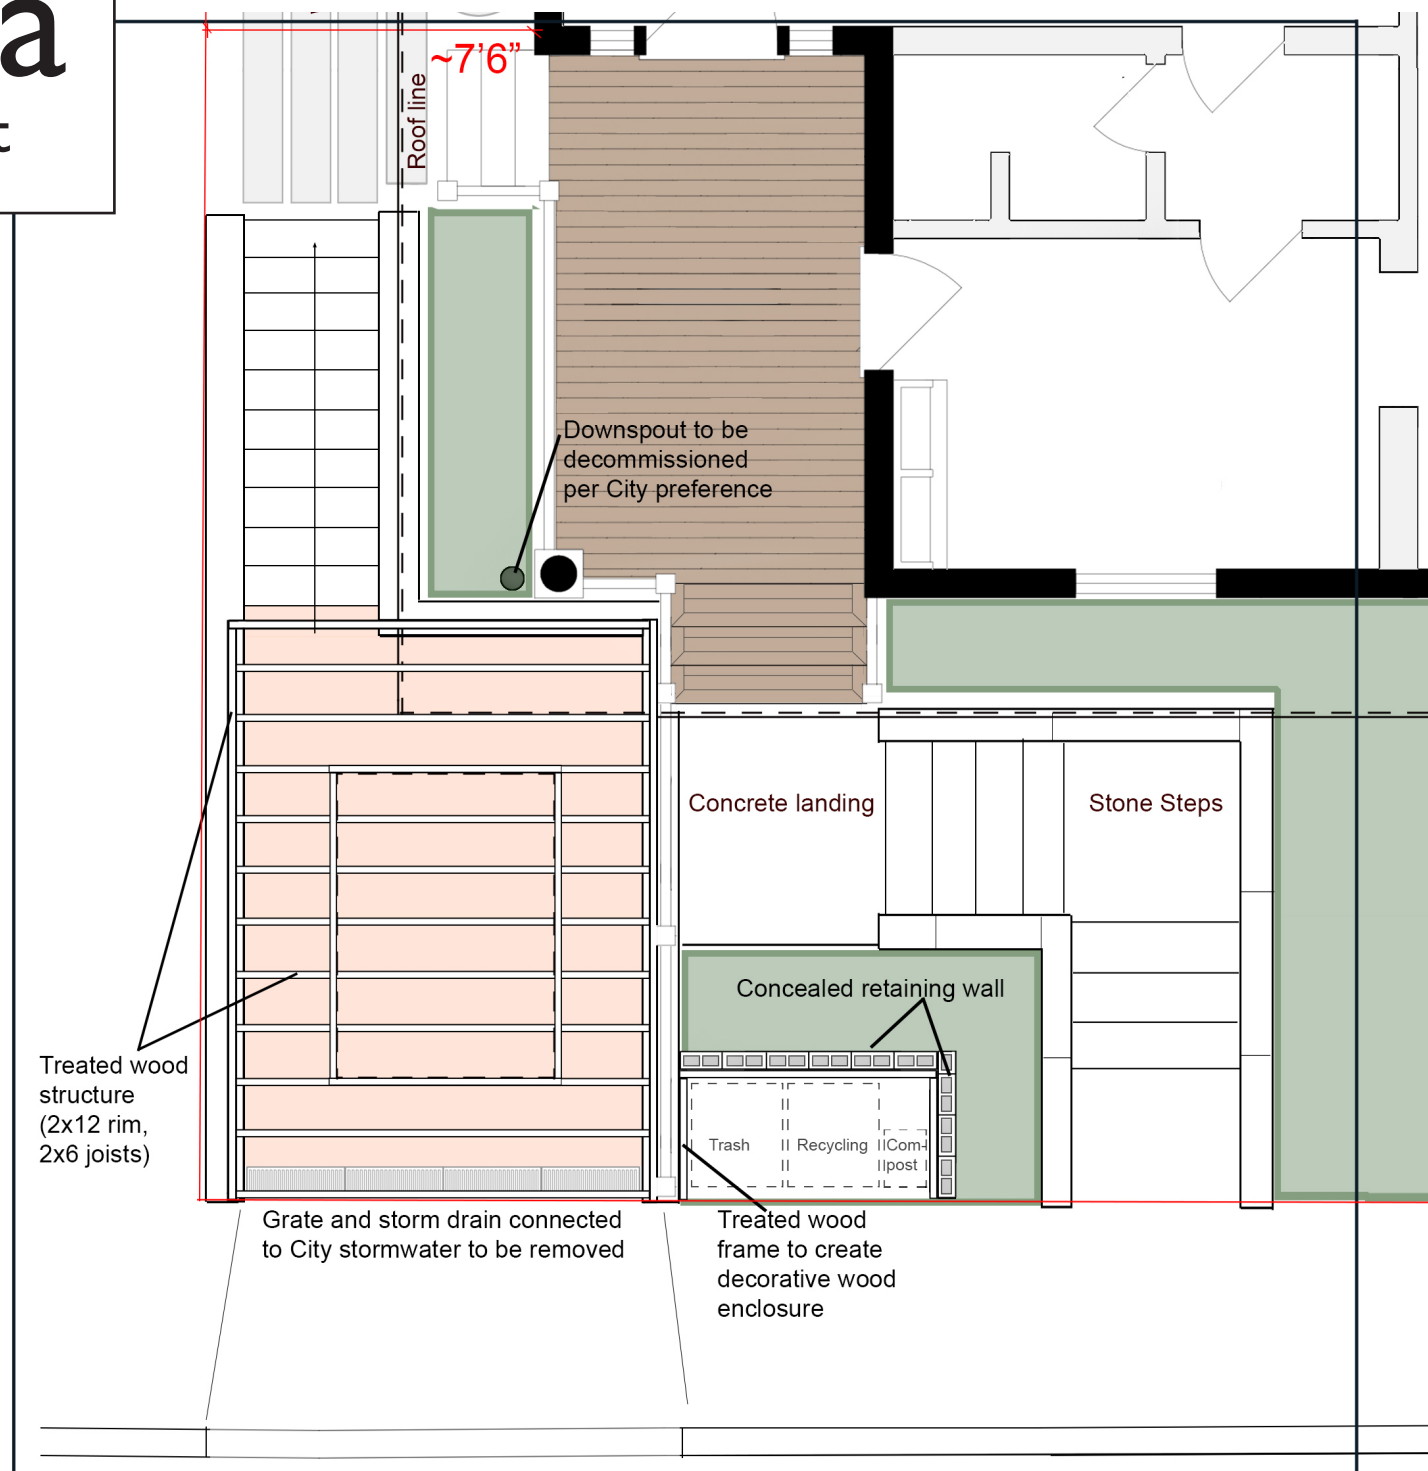 a
t
~7’6”
Roof line
Downspout to be
decommissioned
per City preference
Concrete landing
Stone Steps
Concealed retaining wall
Treated wood
structure
(2x12 rim,
2x6 joists)
Trash
Recycling
Com-
post
Grate and storm drain connected
to City stormwater to be removed
Treated wood
frame to create
decorative wood
enclosure